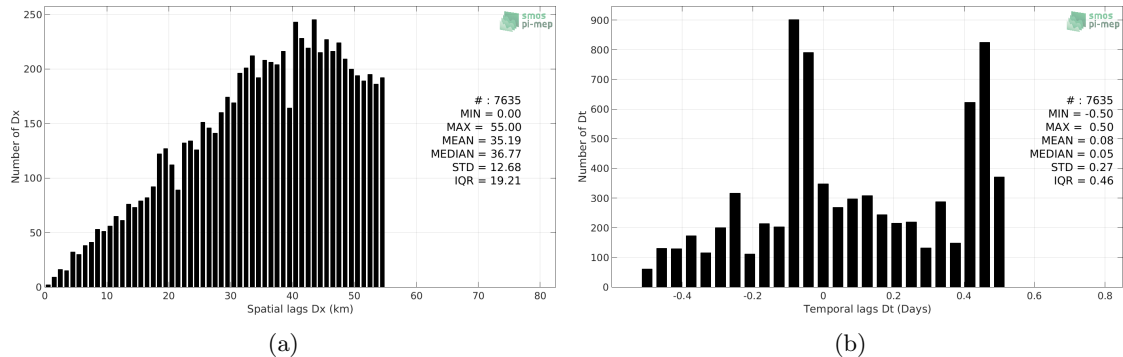 250
200
150
100
50
0
Number of Dx
0 10 20 30 40 50 60 70 80
Spatial lags Dx (km)
smos
pi-mep
# : 7635
MIN = 0.00
MAX = 55.00
MEAN = 35.19
MEDIAN = 36.77
STD = 12.68
IQR = 19.21
(a)
900
800
700
600
500
400
300
200
100
0
Number of Dt
-0.4 -0.2 0 0.2 0.4 0.6 0.8
Temporal lags Dt (Days)
smos
pi-mep
# : 7635
MIN = -0.50
MAX = 0.50
MEAN = 0.08
MEDIAN = 0.05
STD = 0.27
IQR = 0.46
(b)